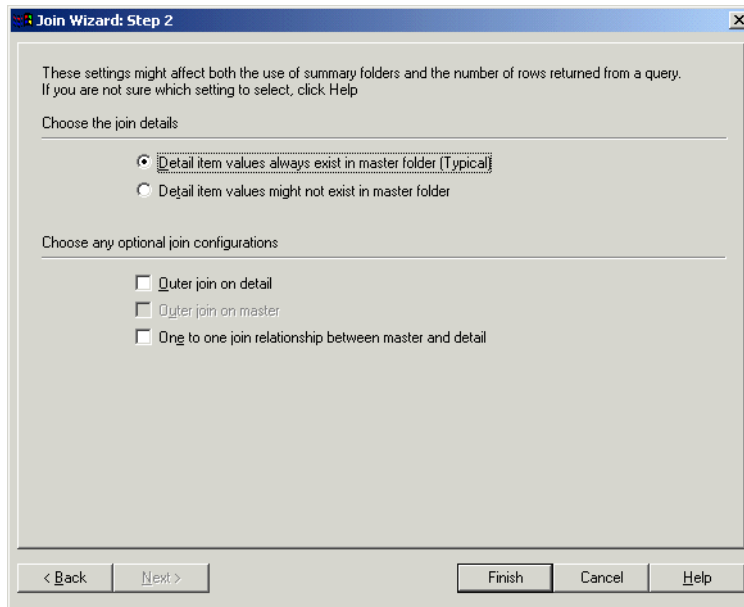 Join Wizard: Step 2
These settings might affect both the use of summary folders and the number of rows returned from a query.
If you are not sure which setting to select, click Help
Choose the join details
Detail item values always exist in master folder (Typical)
Detail item values might not exist in master folder
Choose any optional join configurations
Outer join on detail
Outer join on master
One to one join relationship between master and detail
< Back Next > Finish Cancel Help